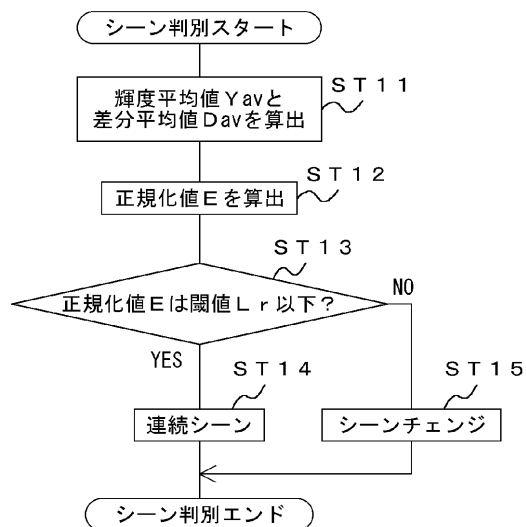 シーン判別スタート
ST11
輝度平均値Yavと
差分平均値Davを算出
ST12
正規化値Eを算出
ST13
正規化値Eは閾値Lr以下?
NO
YES
ST14
ST15
連続シーン
シーンチェンジ
シーン判別エンド